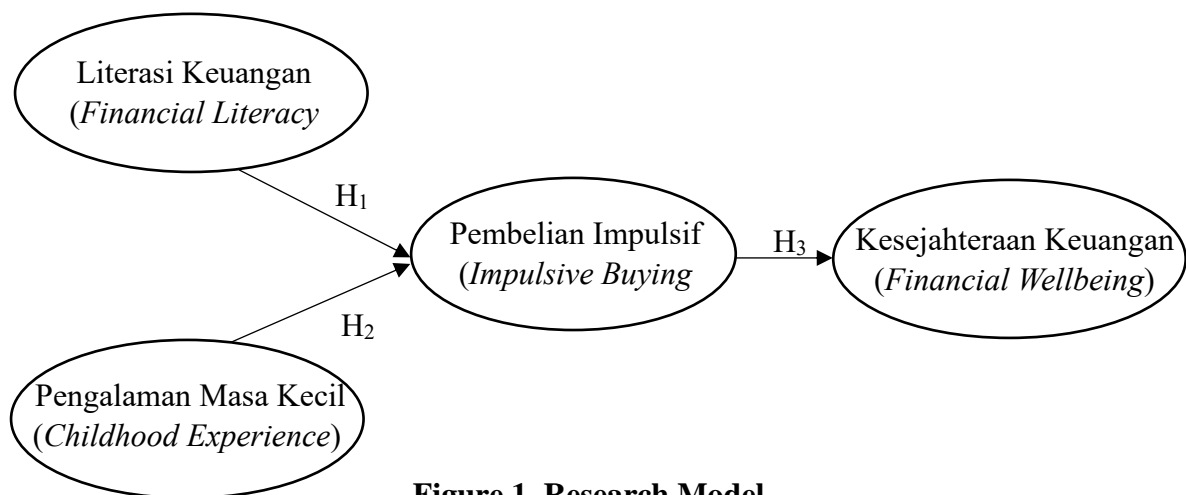 Literasi Keuangan
(Financial Literacy
H₁
Pembelian Impulsif
(Impulsive Buying
H₃
Kesejahteraan Keuangan
(Financial Wellbeing)
H₂
Pengalaman Masa Kecil
(Childhood Experience)
Figure 1. Research Model